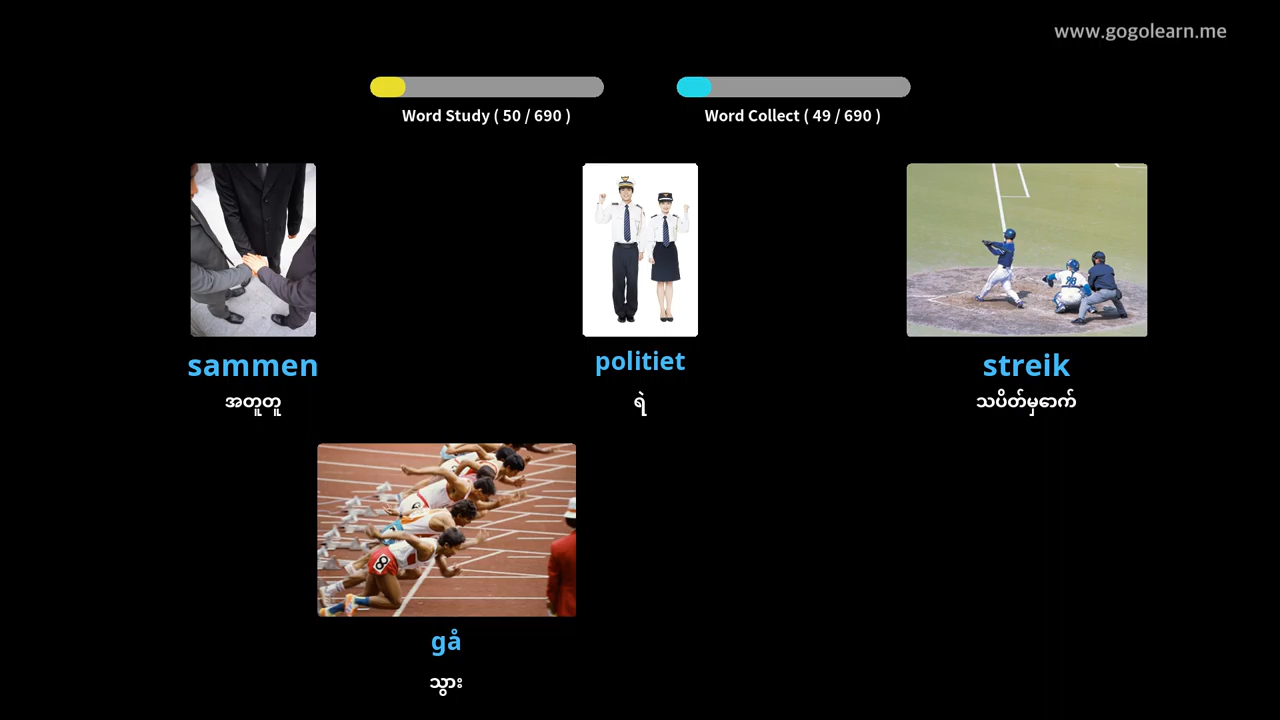 www.gogolearn.me
Word Study ( 50 / 690 )
Word Collect ( 49 / 690 )
sammen
အတူတူ
politiet
ရဲ
streik
သပိတ်မှောက်
gå
သွား